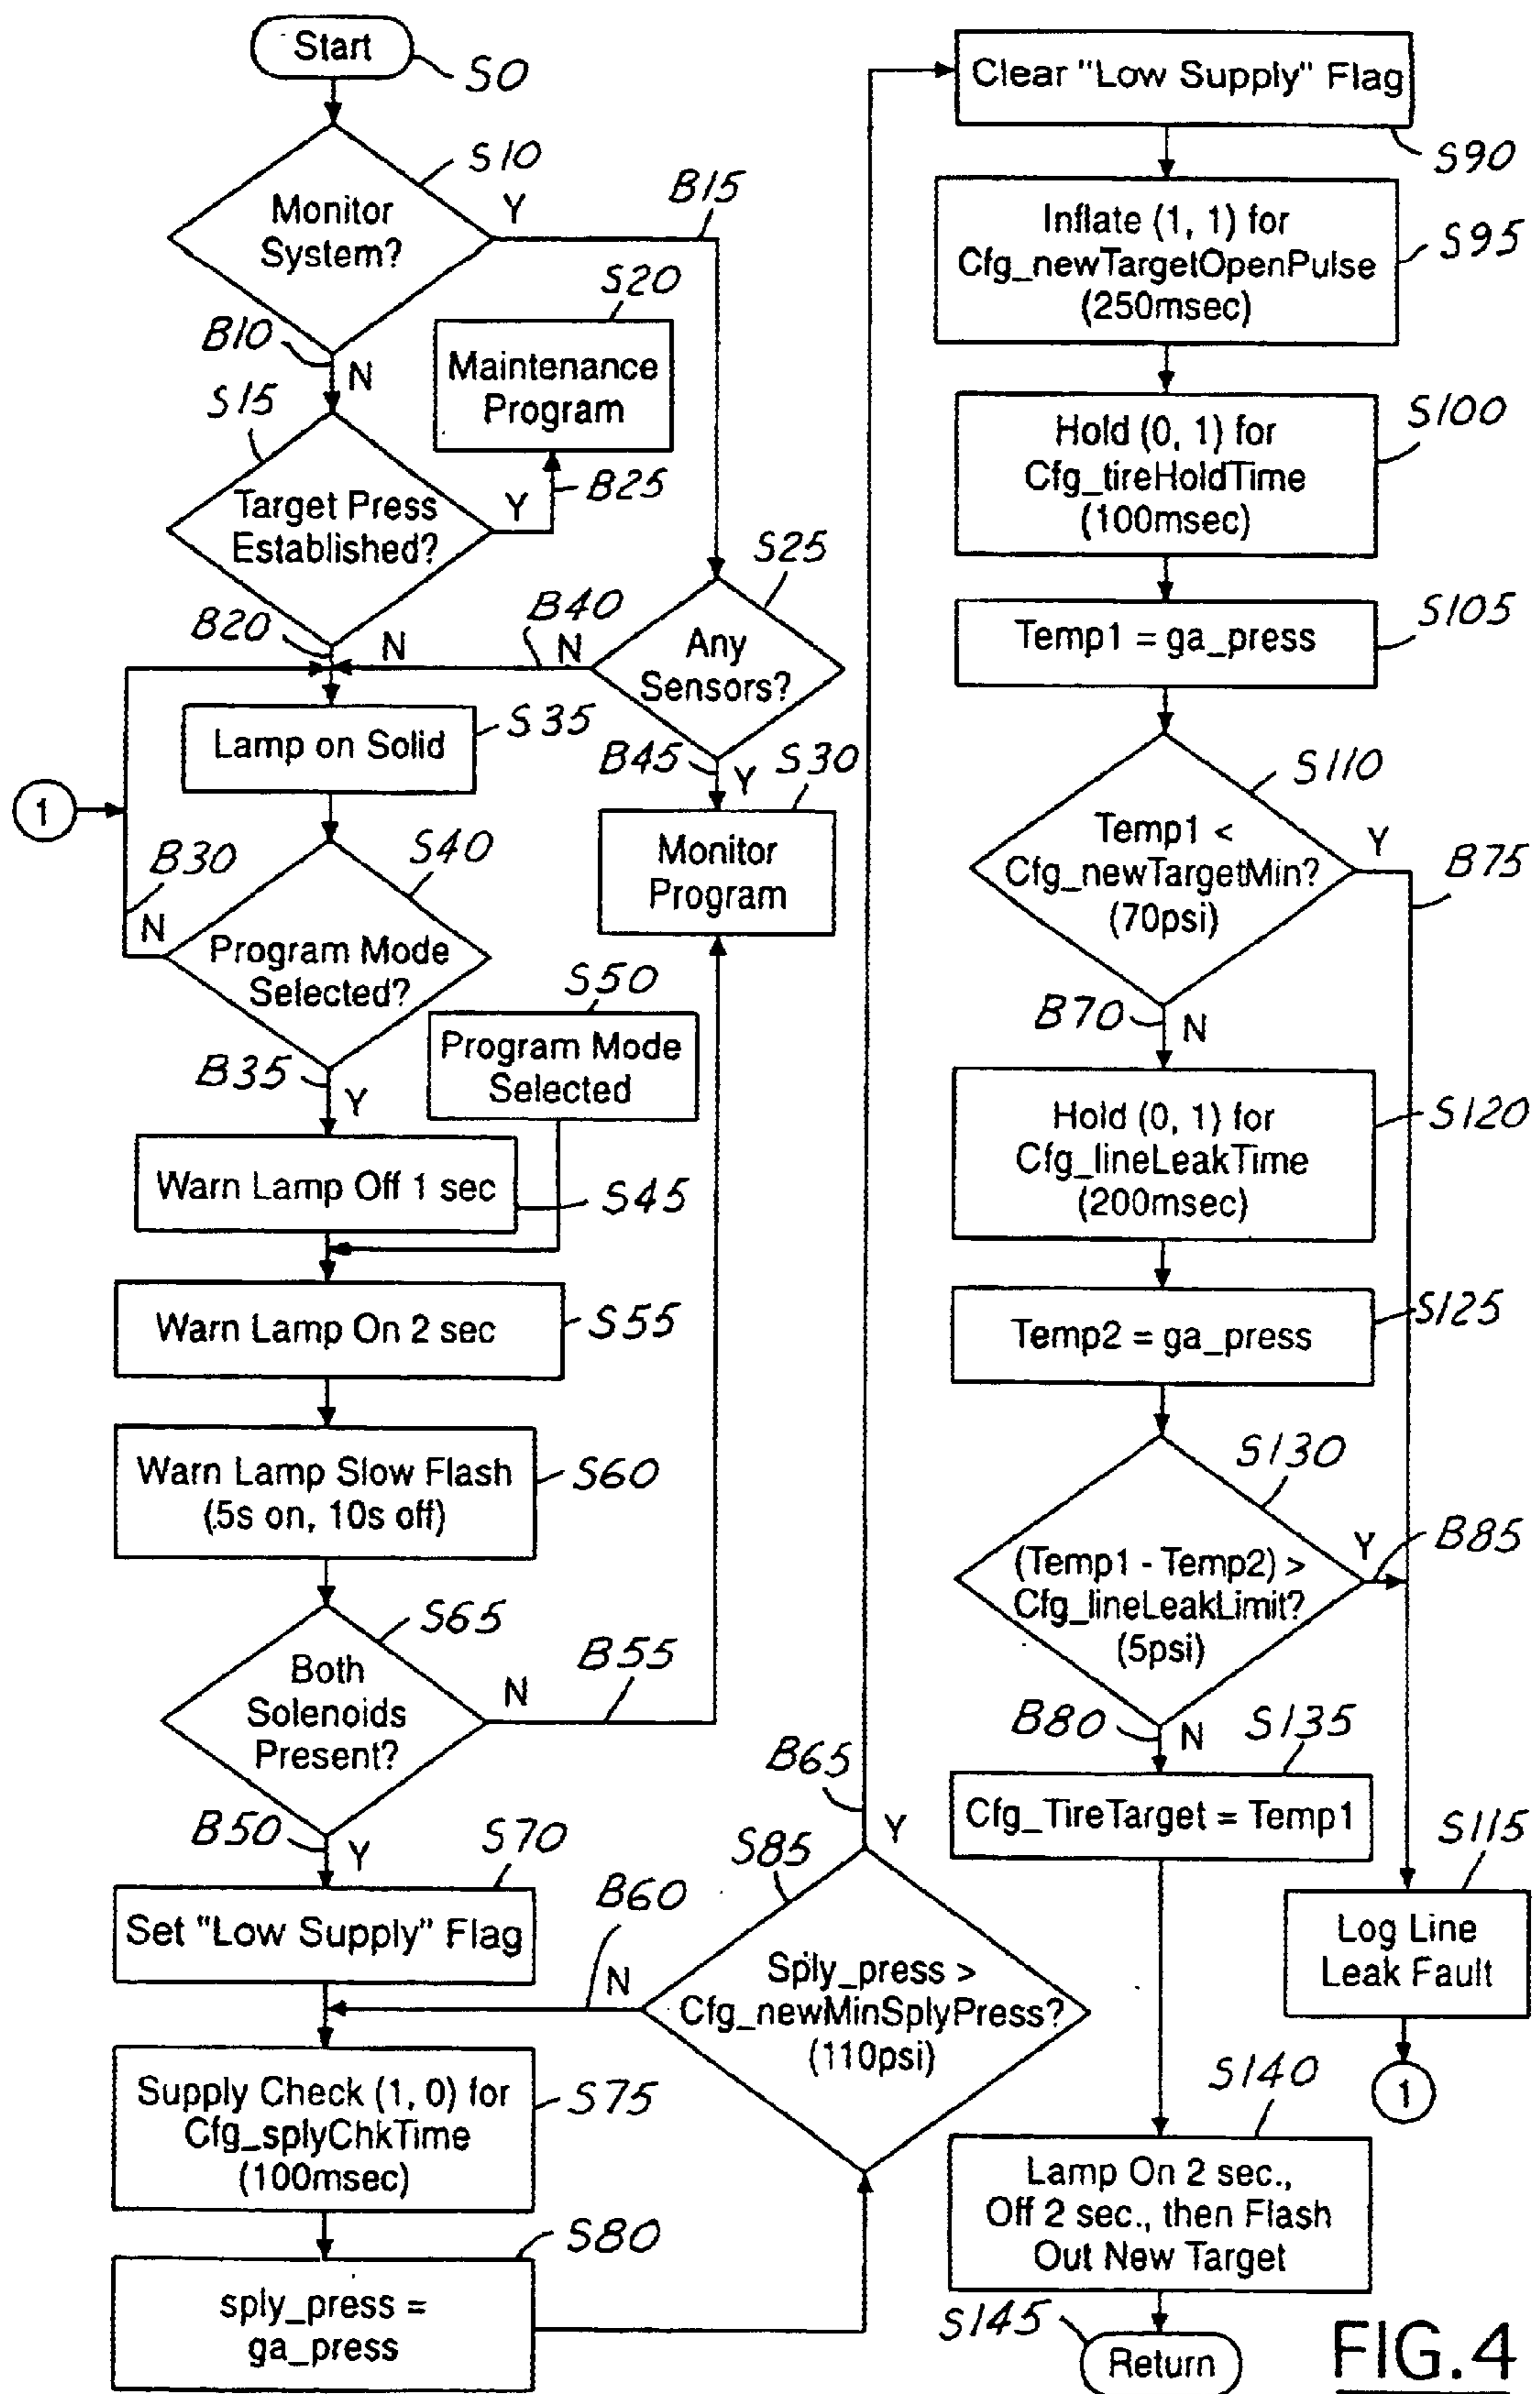 Start
S0
S10
Monitor
System?
Y
B15
B10
N
S15
S20
Maintenance
Program
B25
Target Press
Established?
Y
B20
N
B40
N
S25
Any
Sensors?
Lamp on Solid
S35
B45
Y
S30
1
B30
N
S40
Program Mode
Selected?
Monitor
Program
B35
Y
S50
Program Mode
Selected
Warn Lamp Off 1 sec
S45
Warn Lamp On 2 sec
S55
Warn Lamp Slow Flash
(.5s on, 10s off)
S60
S65
Both
Solenoids
Present?
N
B55
B50
Y
S70
Set "Low Supply" Flag
B60
N
Supply Check (1, 0) for
Cfg_splyChkTime
(100msec)
S75
S80
sply_press =
ga_press
B65
Y
S85
Sply_press >
Cfg_newMinSplyPress?
(110psi)
Clear "Low Supply" Flag
S90
Inflate (1, 1) for
Cfg_newTargetOpenPulse
(250msec)
S95
Hold (0, 1) for
Cfg_tireHoldTime
(100msec)
S100
Temp1 = ga_press
S105
S110
Temp1 <
Cfg_newTargetMin?
(70psi)
Y
B75
B70
N
Hold (0, 1) for
Cfg_lineLeakTime
(200msec)
S120
Temp2 = ga_press
S125
S130
(Temp1 - Temp2) >
Cfg_lineLeakLimit?
(5psi)
Y
B85
B80
N
S135
Cfg_TireTarget = Temp1
S115
Log Line
Leak Fault
1
S140
Lamp On 2 sec.,
Off 2 sec., then Flash
Out New Target
S145
Return
FIG.4